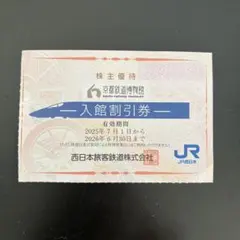 株主優待
京都鉄道博物館
KYOTO RAILWAY MUSEUM
入館割引券
有効期間
2025年7月1日から
2026年6月30日まで
西日本旅客鉄道株式会社
JR
JR西日本